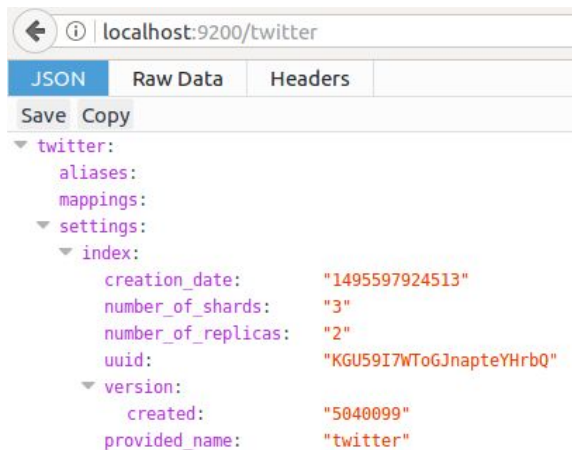 localhost:9200/twitter
JSON Raw Data Headers
Save Copy
twitter:
aliases:
mappings:
settings:
index:
creation_date: "1495597924513"
number_of_shards: "3"
number_of_replicas: "2"
uuid: "KGU59I7WToGJnapteYHrbQ"
version:
created: "5040099"
provided_name: "twitter"